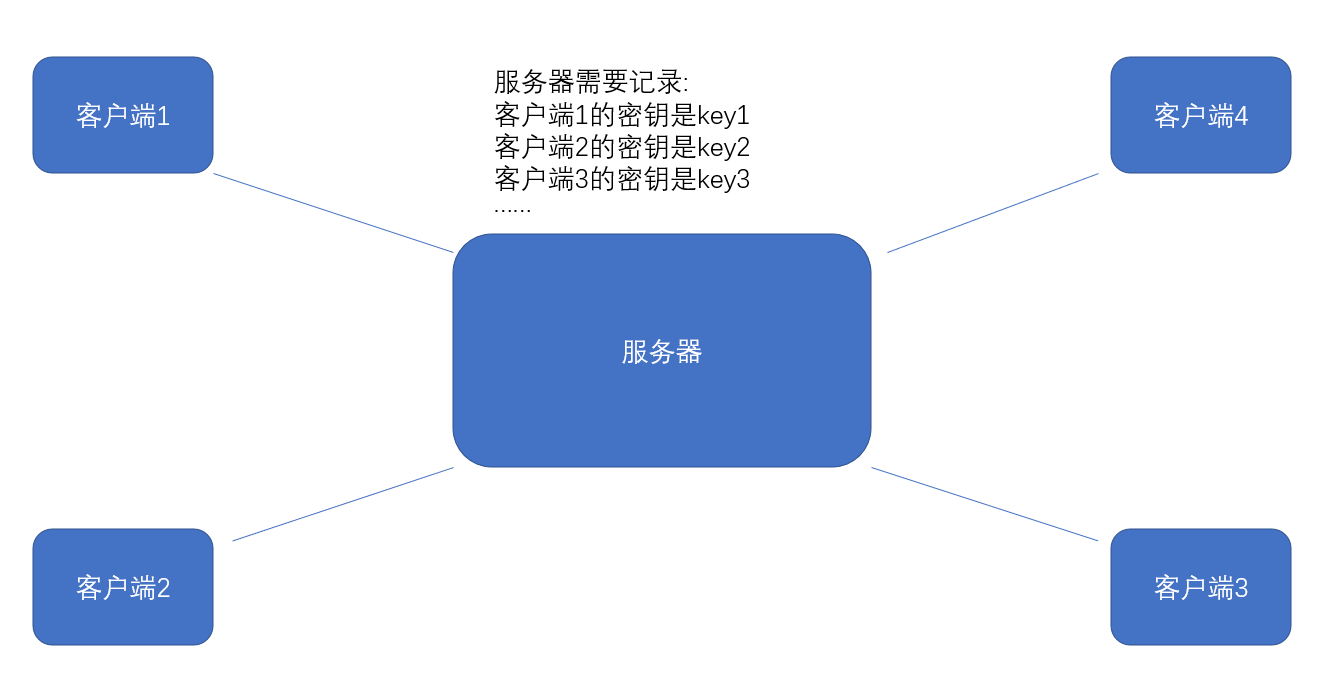 客户端1
服务器需要记录:
客户端1的密钥是key1
客户端2的密钥是key2
客户端3的密钥是key3
......
客户端4
服务器
客户端2
客户端3